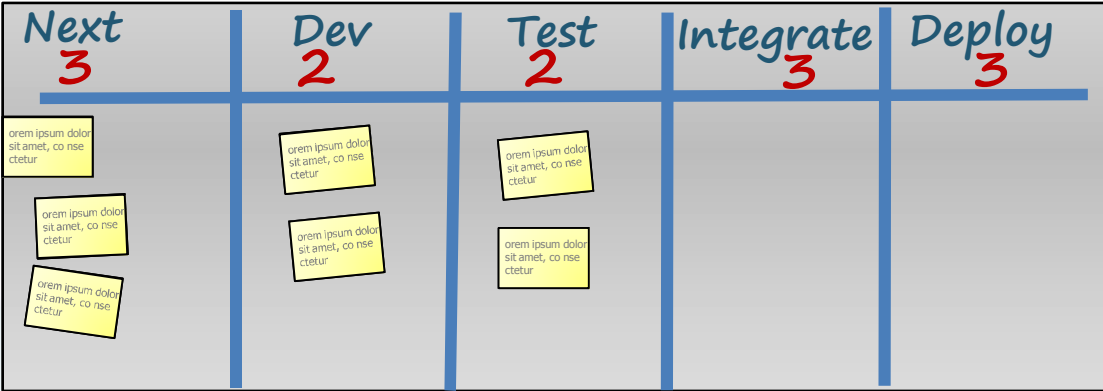 Next
3
Dev
2
Test
2
Integrate
3
Deploy
3
orem ipsum dolor
sit amet, co nse
ctetur
orem ipsum dolor
sit amet, co nse
ctetur
orem ipsum dolor
sit amet, co nse
ctetur
orem ipsum dolor
sit amet, co nse
ctetur
orem ipsum dolor
sit amet, co nse
ctetur
orem ipsum dolor
sit amet, co nse
ctetur
orem ipsum dolor
sit amet, co nse
ctetur